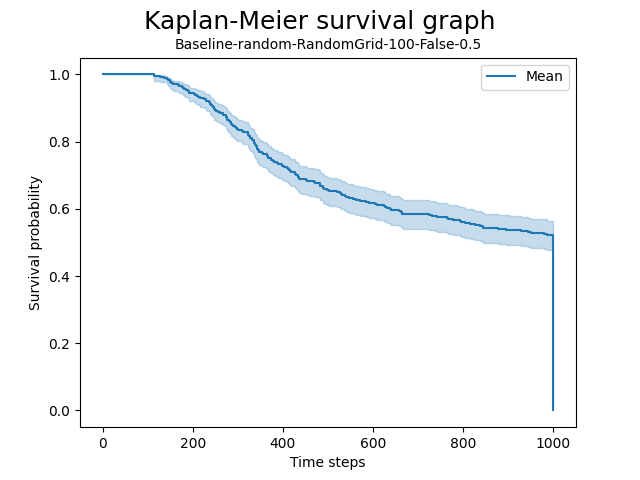 Kaplan-Meier survival graph
Baseline-random-RandomGrid-100-False-0.5
Mean
1.0
0.8
0.6
0.4
0.2
0.0
Survival probability
0
200
400
600
800
1000
Time steps